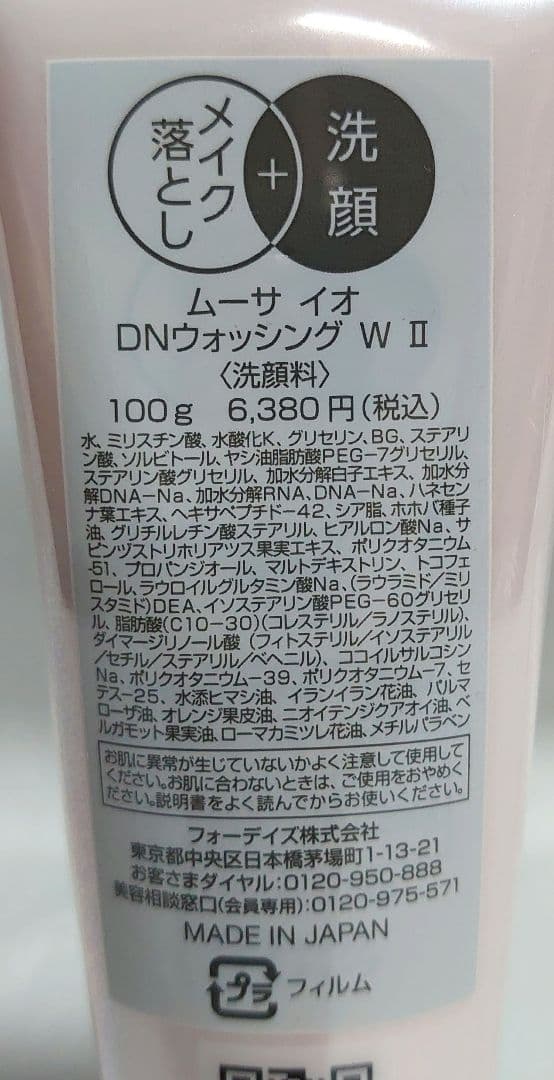 メイク
落とし
+
洗顔
ムーサ イオ
DNウォッシング W Ⅱ
〈洗顔料〉
100g 6,380円(税込)
水、ミリスチン酸、水酸化K、グリセリン、BG、ステアリ
ン酸、ソルビトール、ヤシ油脂肪酸PEG-7グリセリル、
ステアリン酸グリセリル、加水分解白子エキス、加水分
解DNA-Na、加水分解RNA、DNA-Na、ハネセン
ナ葉エキス、ヘキサペプチド-42、シア脂、ホホバ種子
油、グリチルレチン酸ステアリル、ヒアルロン酸Na、サ
ピンヅストリホリアツス果実エキス、ポリクオタニウム
-51、プロパンジオール、マルトデキストリン、トコフェ
ロール、ラウロイルグルタミン酸Na、(ラウラミド/ミリ
スタミド)DEA、イソステアリン酸PEG-60グリセリ
ル、脂肪酸(C10-30)(コレステリル/ラノステリル)、
ダイマージリノール酸(フィトステリル/イソステアリル
/セチル/ステアリル/ベヘニル)、ココイルサルコシン
Na、ポリクオタニウム-39、ポリクオタニウム-7、セ
テス-25、水添ヒマシ油、イランイラン花油、パルマ
ローザ油、オレンジ果皮油、ニオイテンジクアオイ油、ベ
ルガモット果実油、ローマカミツレ花油、メチルパラベン
お肌に異常が生じていないかよく注意して使用して
ください。お肌に合わないときは、ご使用をおやめく
ださい。説明書をよく読んでからお使いください。
フォーデイズ株式会社
東京都中央区日本橋茅場町1-13-21
お客さまダイヤル:0120-950-888
美容相談窓口(会員専用):0120-975-571
MADE IN JAPAN
プラ フィルム